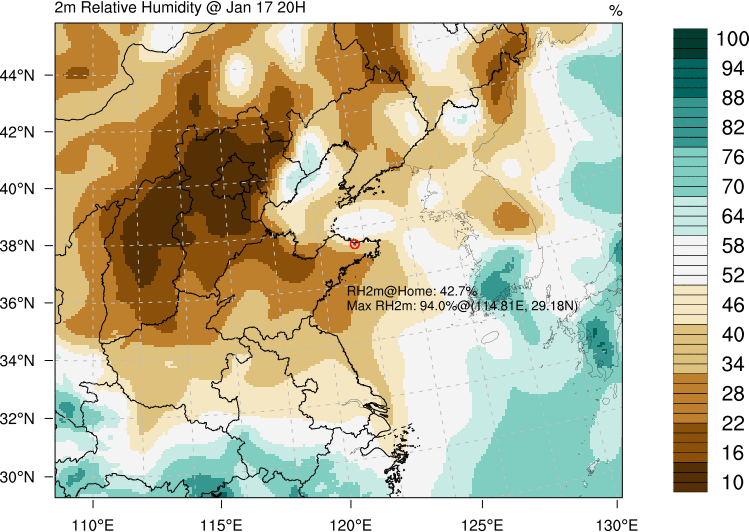 2m Relative Humidity @ Jan 17 20H
%
44°N
42°N
40°N
38°N
36°N
34°N
32°N
30°N
110°E
115°E
120°E
125°E
130°E
RH2m@Home: 42.7%
Max RH2m: 94.0%@(114.81E, 29.18N)
100
94
88
82
76
70
64
58
52
46
40
34
28
22
16
10